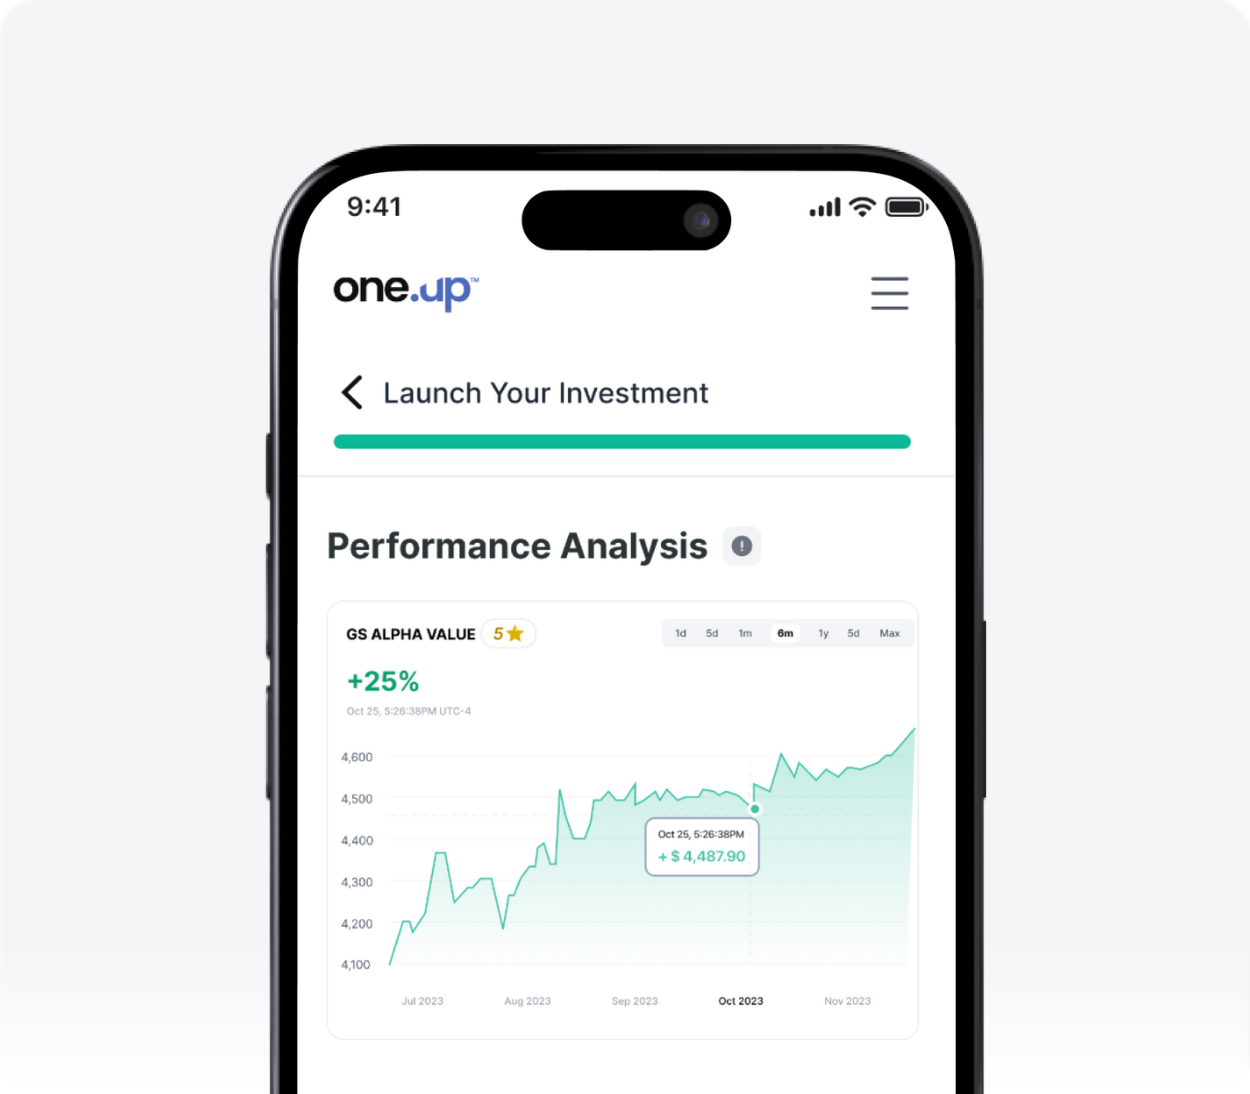 9:41
one.up™
Launch Your Investment
Performance Analysis
GS ALPHA VALUE 5
1d 5d 1m 6m 1y 5d Max
+25%
Oct 25, 5:26:38PM UTC-4
4,600
4,500
4,400
4,300
4,200
4,100
Oct 25, 5:26:38PM
+ $ 4,487.90
Jul 2023 Aug 2023 Sep 2023 Oct 2023 Nov 2023